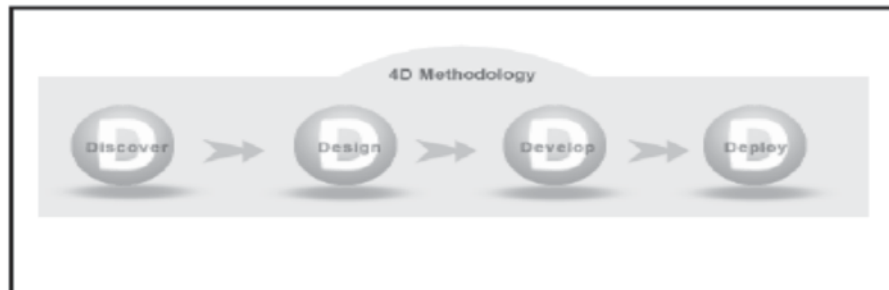 4D Methodology
D Discover
D Design
D Develop
D Deploy